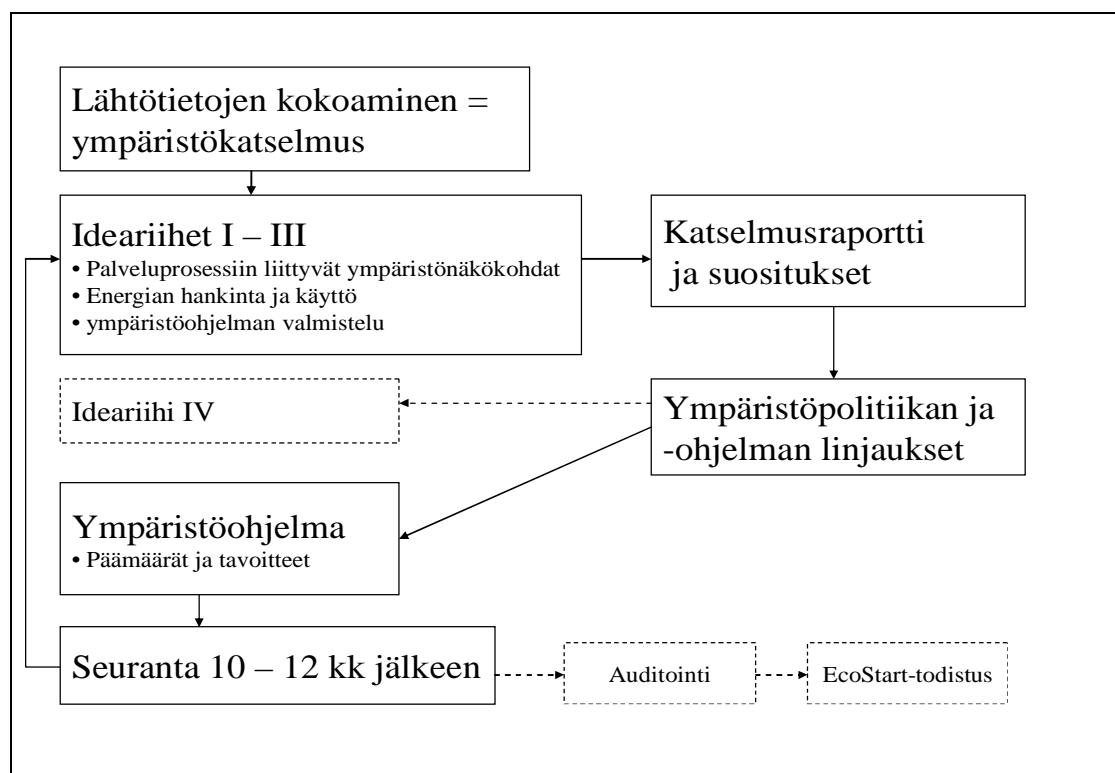 Lähtötietojen kokoaminen =
ympäristökatselmus
Ideariihet I – III
• Palveluprosessiin liittyvät ympäristönäkökohdat
• Energian hankinta ja käyttö
• ympäristöohjelman valmistelu
Katselmusraportti
ja suositukset
Ideariihi IV
Ympäristöpolitiikan ja
-ohjelman linjaukset
Ympäristöohjelma
• Päämäärät ja tavoitteet
Seuranta 10 – 12 kk jälkeen
Auditointi
EcoStart-todistus